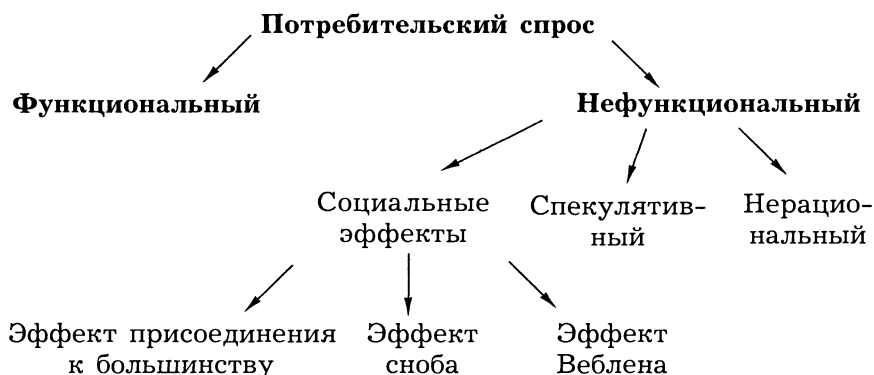 Потребительский спрос
Функциональный
Нефункциональный
Социальные
эффекты
Спекулятив-
ный
Нерацио-
нальный
Эффект присоединения
к большинству
Эффект
сноба
Эффект
Веблена